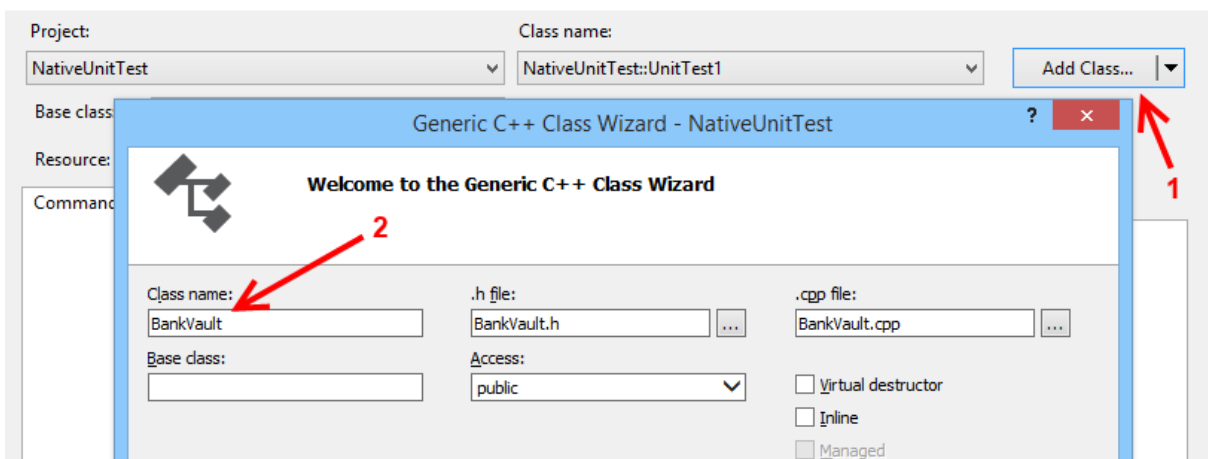 Project: Class name:
NativeUnitTest NativeUnitTest::UnitTest1 Add Class...
Base class
Generic C++ Class Wizard - NativeUnitTest ? ×
Resource:
Welcome to the Generic C++ Class Wizard
1
Command
2
Class name: .h file: .cpp file:
BankVault BankVault.h ... BankVault.cpp ...
Base class: Access:
public Virtual destructor
Inline
Managed